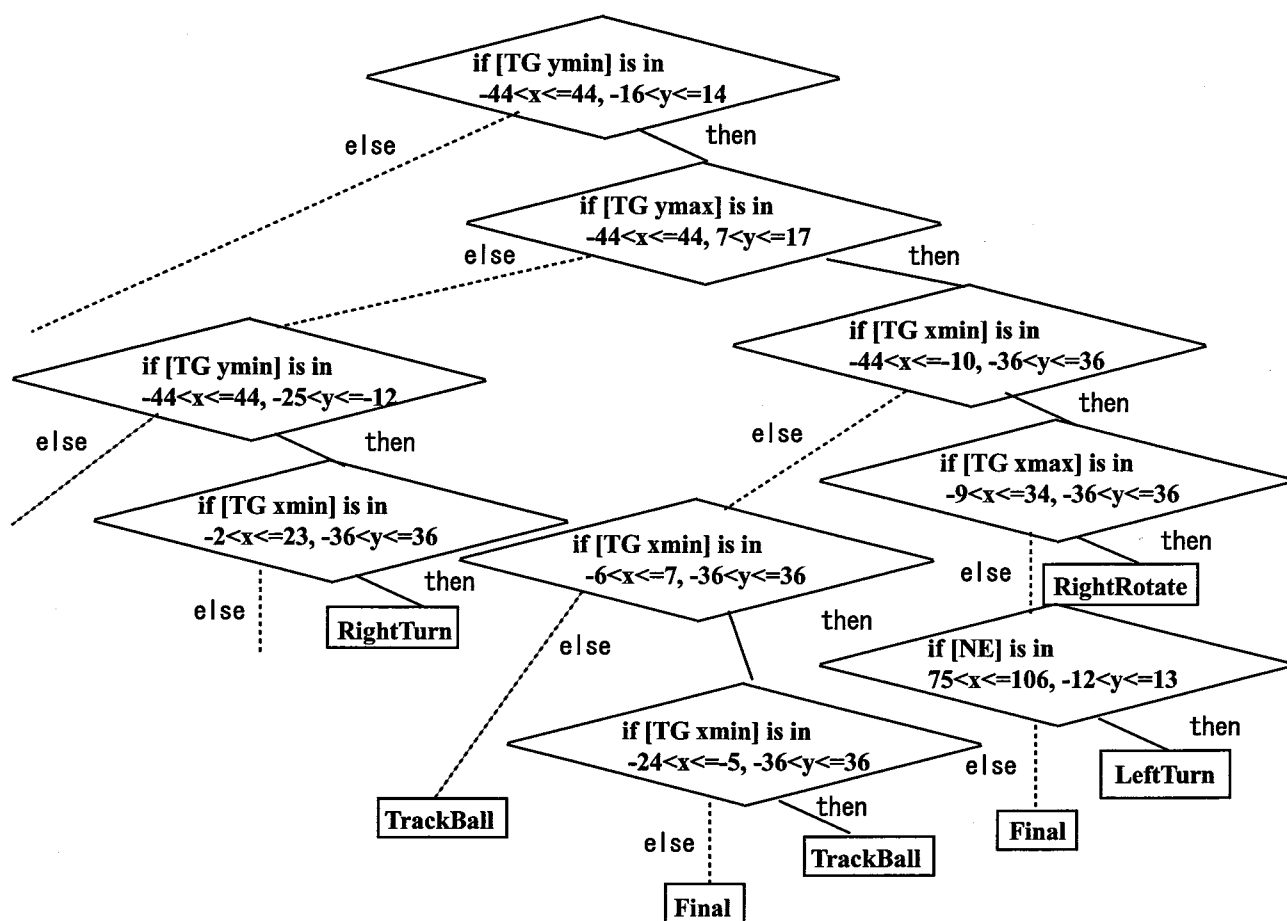 if [TG ymin] is in
-44<x<=44, -16<y<=14
else
then
if [TG ymax] is in
-44<x<=44, 7<y<=17
else
then
if [TG xmin] is in
-44<x<=-10, -36<y<=36
if [TG ymin] is in
-44<x<=44, -25<y<=-12
else
then
else
then
if [TG xmax] is in
-9<x<=34, -36<y<=36
if [TG xmin] is in
-2<x<=23, -36<y<=36
if [TG xmin] is in
-6<x<=7, -36<y<=36
then
else
then
else
RightRotate
RightTurn
else
then
if [NE] is in
75<x<=106, -12<y<=13
if [TG xmin] is in
-24<x<=-5, -36<y<=36
else
then
LeftTurn
TrackBall
then
Final
else
TrackBall
Final